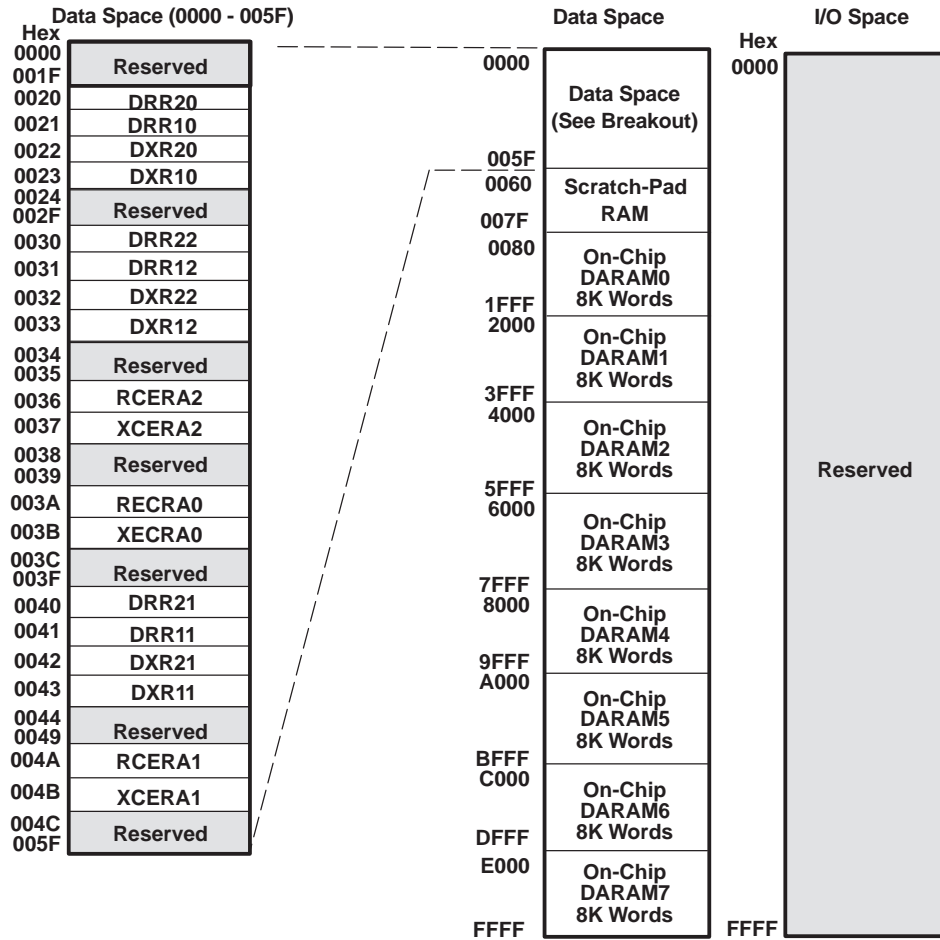 Data Space (0000 - 005F)
Hex
0000
001F
Reserved
0020
DRR20
0021
DRR10
0022
DXR20
0023
DXR10
0024
002F
Reserved
0030
DRR22
0031
DRR12
0032
DXR22
0033
DXR12
0034
0035
Reserved
0036
RCERA2
0037
XCERA2
0038
0039
Reserved
003A
RECRA0
003B
XECRA0
003C
003F
Reserved
0040
DRR21
0041
DRR11
0042
DXR21
0043
DXR11
0044
0049
Reserved
004A
RCERA1
004B
XCERA1
004C
005F
Reserved
Data Space
0000
Data Space
(See Breakout)
005F
0060
Scratch-Pad
RAM
007F
0080
On-Chip
DARAM0
8K Words
1FFF
2000
On-Chip
DARAM1
8K Words
3FFF
4000
On-Chip
DARAM2
8K Words
5FFF
6000
On-Chip
DARAM3
8K Words
7FFF
8000
On-Chip
DARAM4
8K Words
9FFF
A000
On-Chip
DARAM5
8K Words
BFFF
C000
On-Chip
DARAM6
8K Words
DFFF
E000
On-Chip
DARAM7
8K Words
FFFF
I/O Space
Hex
0000
Reserved
FFFF